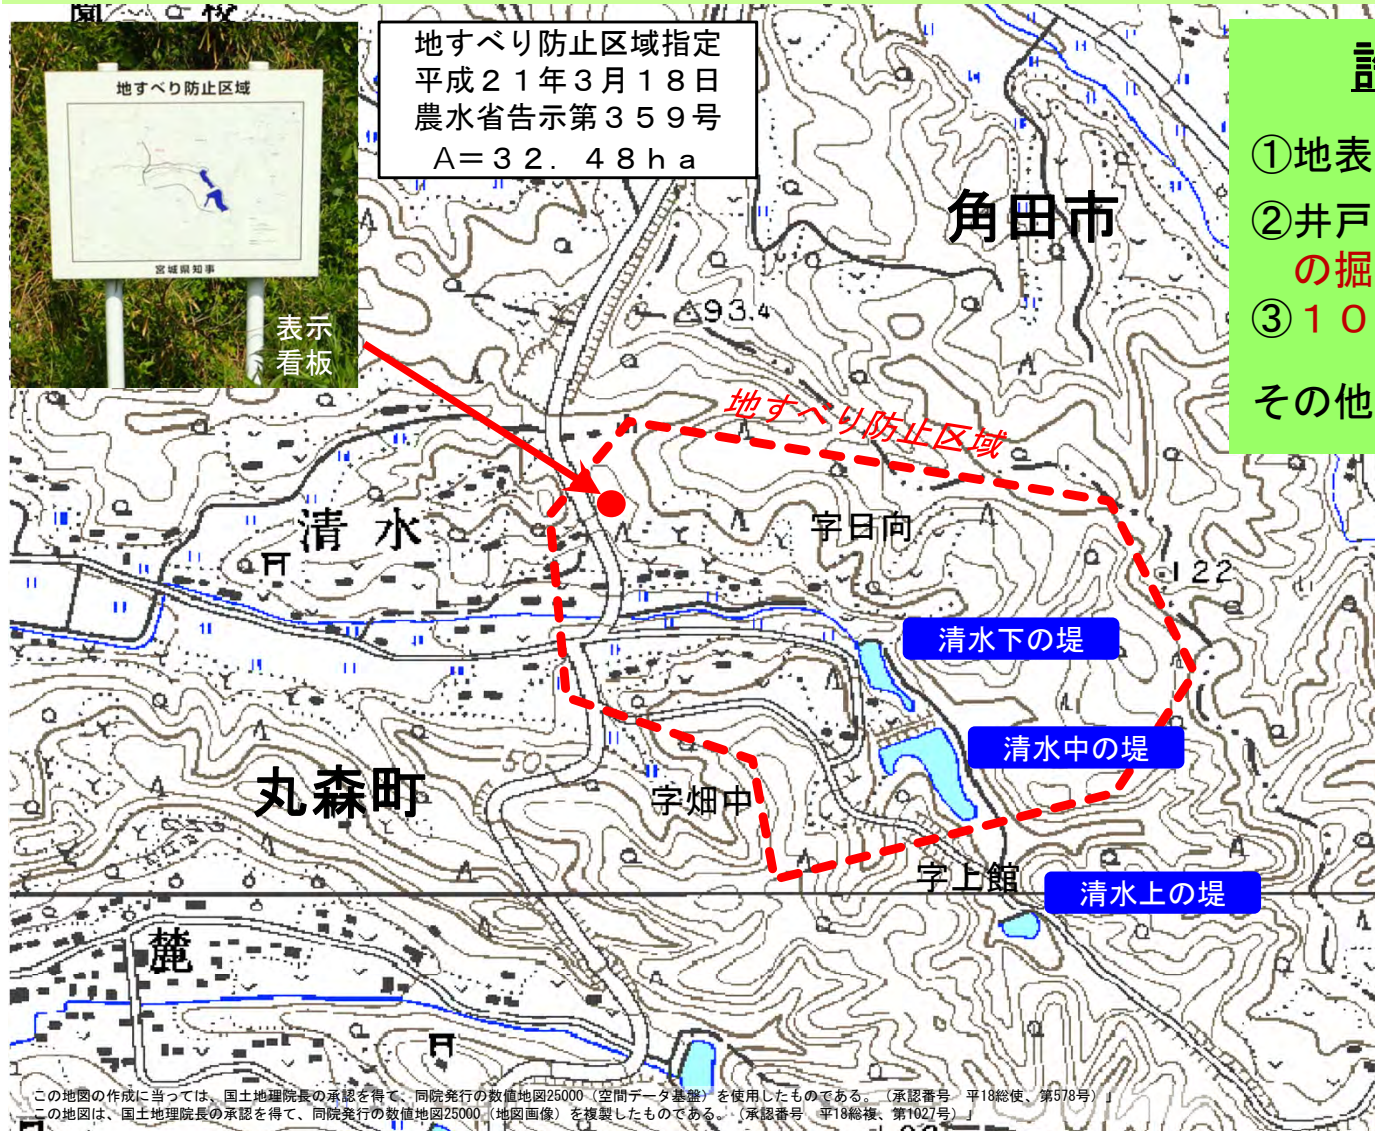 地すべり防止区域
宮城県知事
表示
看板
地すべり防止区域指定
平成２１年３月１８日
農水省告示第３５９号
Ａ＝３２．４８ｈａ
①地表
②井戸
の掘
③１０
その他
角田市
93.4
地すべり防止区域
清水
字日向
122
清水下の堤
清水中の堤
丸森町
50
字畑中
字上館
清水上の堤
麓
この地図の作成に当っては、国土地理院長の承認を得て、同院発行の数値地図25000（空間データ基盤）を使用したものである。（承認番号　平18総使、第578号）」
この地図は、国土地理院長の承認を得て、同院発行の数値地図25000（地図画像）を複製したものである。（承認番号　平18総複、第1027号）」